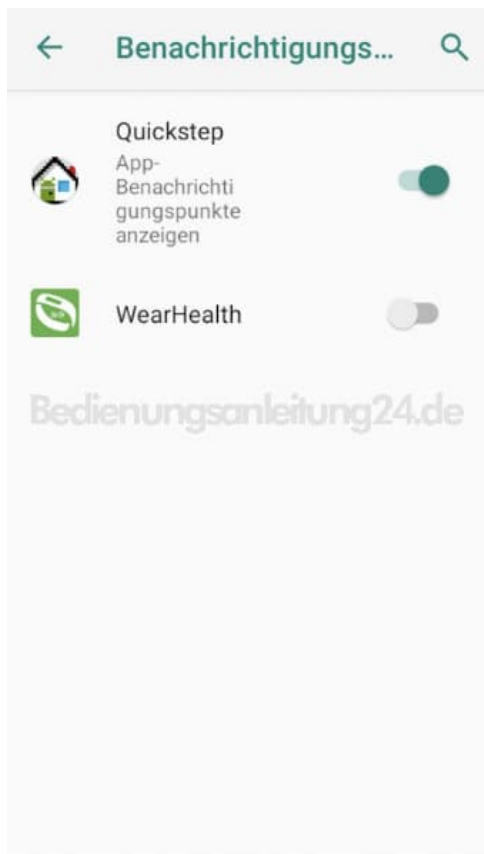 Benachrichtigungs...
Quickstep
App-
Benachrichti
gungspunkte
anzeigen
WearHealth
Bedienungsanleitung24.de